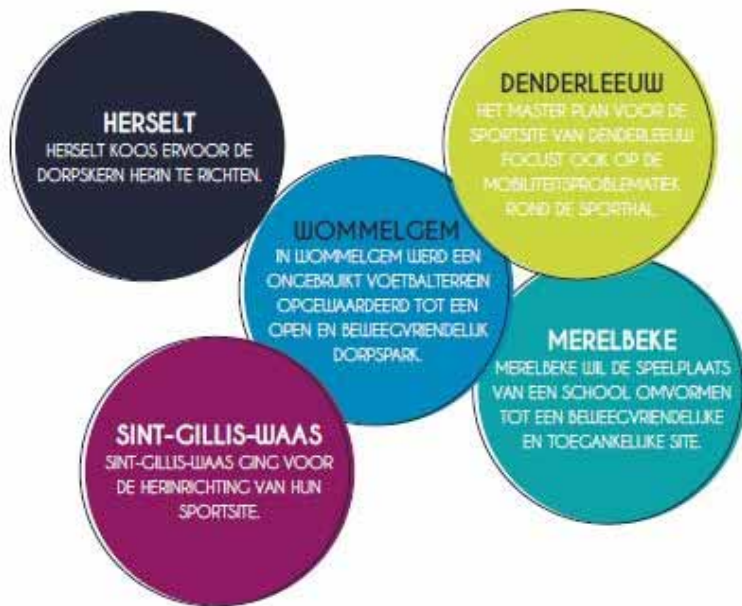 HERSELT
HERSELT KOOS ERVOOR DE
DORPSKERN HERIN TE RICHTEN.
DENDERLEEUW
HET MASTER PLAN VOOR DE
SPORTSITE VAN DENDERLEEUW
FOCUST OOK OP DE
MOBILITEITSPROBLEMATIEK
ROND DE SPORTHAL.
WOMMELGEM
IN WOMMELGEM WERD EEN
ONGEBRUIKT VOETBALTERREIN
OPGEWAARDEERD TOT EEN
OPEN EN BEWEEGVRIENDELIJK
DORPSPARK.
MERELBEKE
MERELBEKE WIL DE SPEELPLAATS
VAN EEN SCHOOL OMVORMEN
TOT EEN BEWEEGVRIENDELIJKE
EN TOEGANKELIJKE SITE.
SINT-GILLIS-WAAS
SINT-GILLIS-WAAS GING VOOR
DE HERINRICHTING VAN HUN
SPORTSITE.